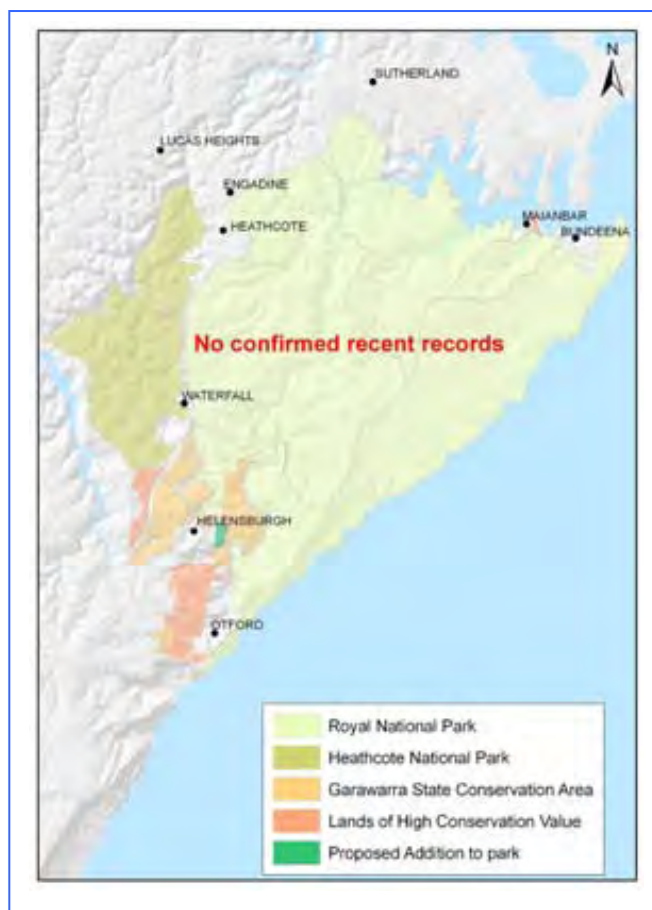 N
SUTHERLAND
LUCAS HEIGHTS
ENGADINE
HEATHCOTE
MAIANBAR
BUNDEENA
No confirmed recent records
WATERFALL
HELENSBURGH
OTFORD
Royal National Park
Heathcote National Park
Garawarra State Conservation Area
Lands of High Conservation Value
Proposed Addition to park